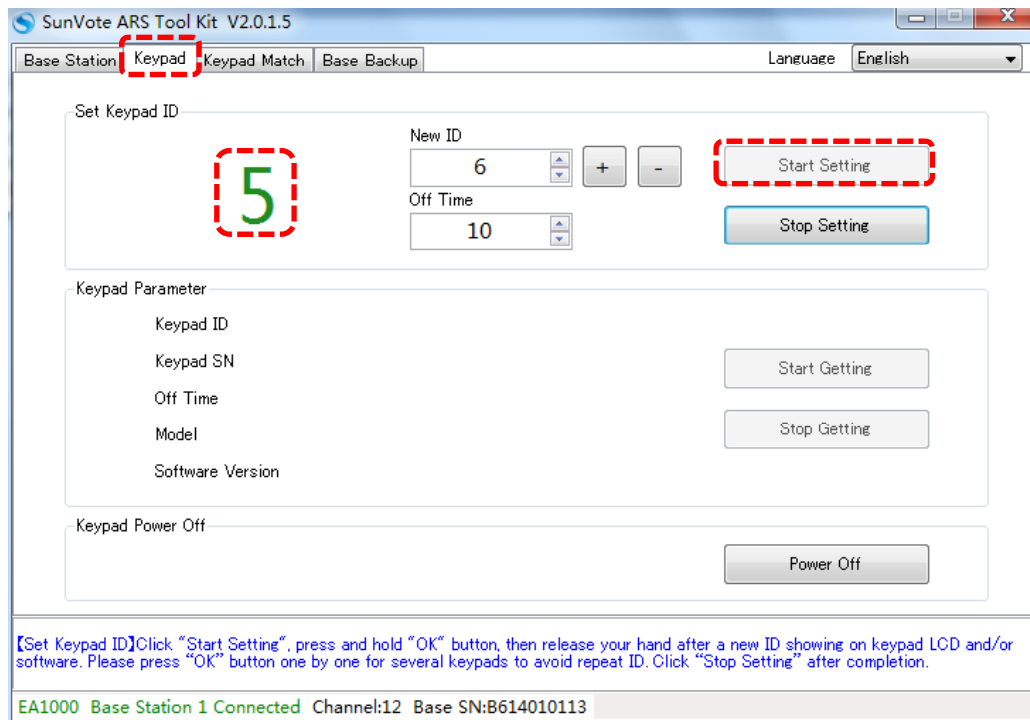 SunVote ARS Tool Kit V2.0.1.5
Base Station Keypad Keypad Match Base Backup Language English
Set Keypad ID
New ID
5 6 + - Start Setting
Off Time
10 Stop Setting
Keypad Parameter
Keypad ID
Keypad SN
Start Getting
Off Time
Model
Stop Getting
Software Version
Keypad Power Off
Power Off
【Set Keypad ID】Click “Start Setting”, press and hold “OK” button, then release your hand after a new ID showing on keypad LCD and/or
software. Please press “OK” button one by one for several keypads to avoid repeat ID. Click “Stop Setting” after completion.
EA1000 Base Station 1 Connected Channel:12 Base SN:B614010113